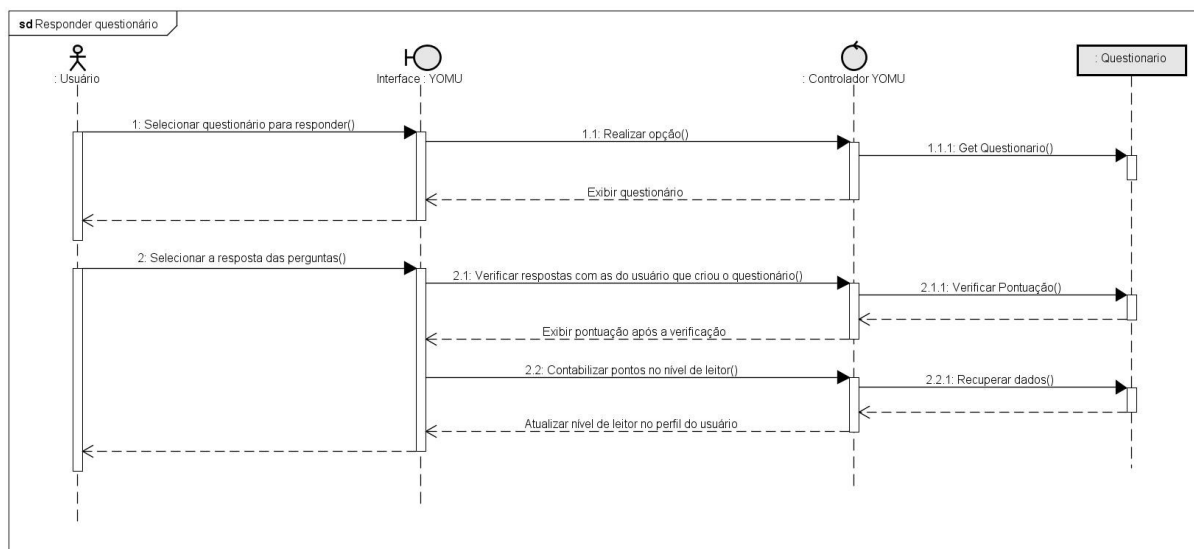 sd Responder questionário
: Usuário
Interface : YOMU
: Controlador YOMU
: Questionario
1: Selecionar questionário para responder()
1.1: Realizar opção()
1.1.1: Get Questionario()
Exibir questionário
2: Selecionar a resposta das perguntas()
2.1: Verificar respostas com as do usuário que criou o questionário()
2.1.1: Verificar Pontuação()
Exibir pontuação após a verificação
2.2: Contabilizar pontos no nível de leitor()
2.2.1: Recuperar dados()
Atualizar nível de leitor no perfil do usuário